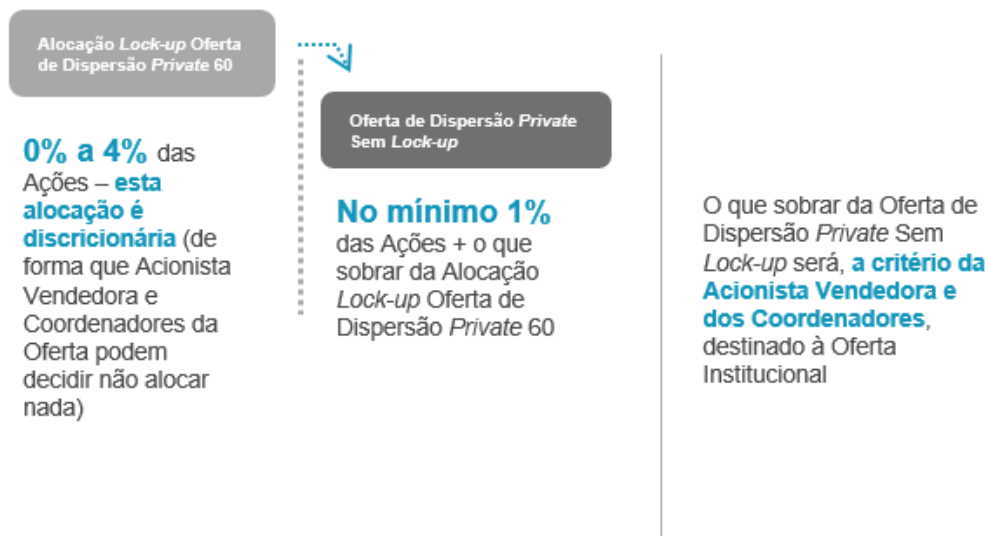 Alocação Lock-up Oferta
de Dispersão Private 60
0% a 4% das
Ações – esta
alocação é
discricionária (de
forma que Acionista
Vendedora e
Coordenadores da
Oferta podem
decidir não alocar
nada)
Oferta de Dispersão Private
Sem Lock-up
No mínimo 1%
das Ações + o que
sobrar da Alocação
Lock-up Oferta de
Dispersão Private 60
O que sobrar da Oferta de
Dispersão Private Sem
Lock-up será, a critério da
Acionista Vendedora e
dos Coordenadores,
destinado à Oferta
Institucional